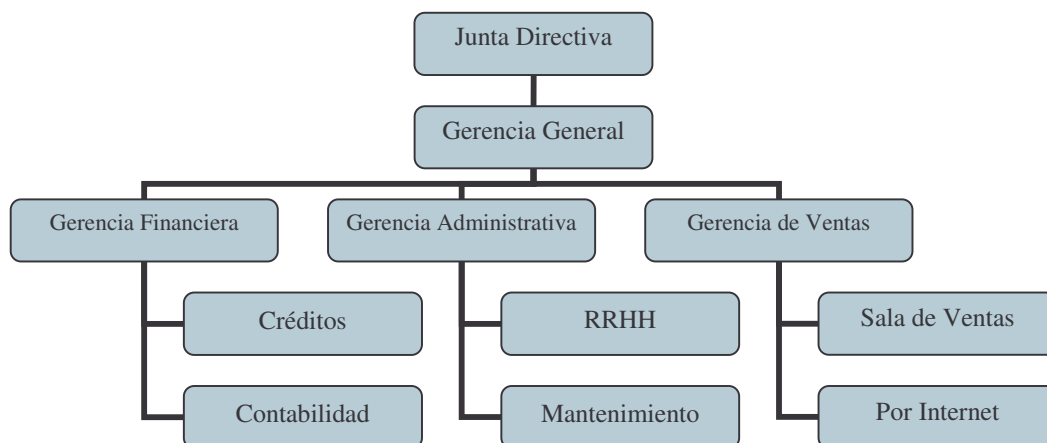 Junta Directiva
Gerencia General
Gerencia Financiera
Gerencia Administrativa
Gerencia de Ventas
Créditos
RRHH
Sala de Ventas
Contabilidad
Mantenimiento
Por Internet